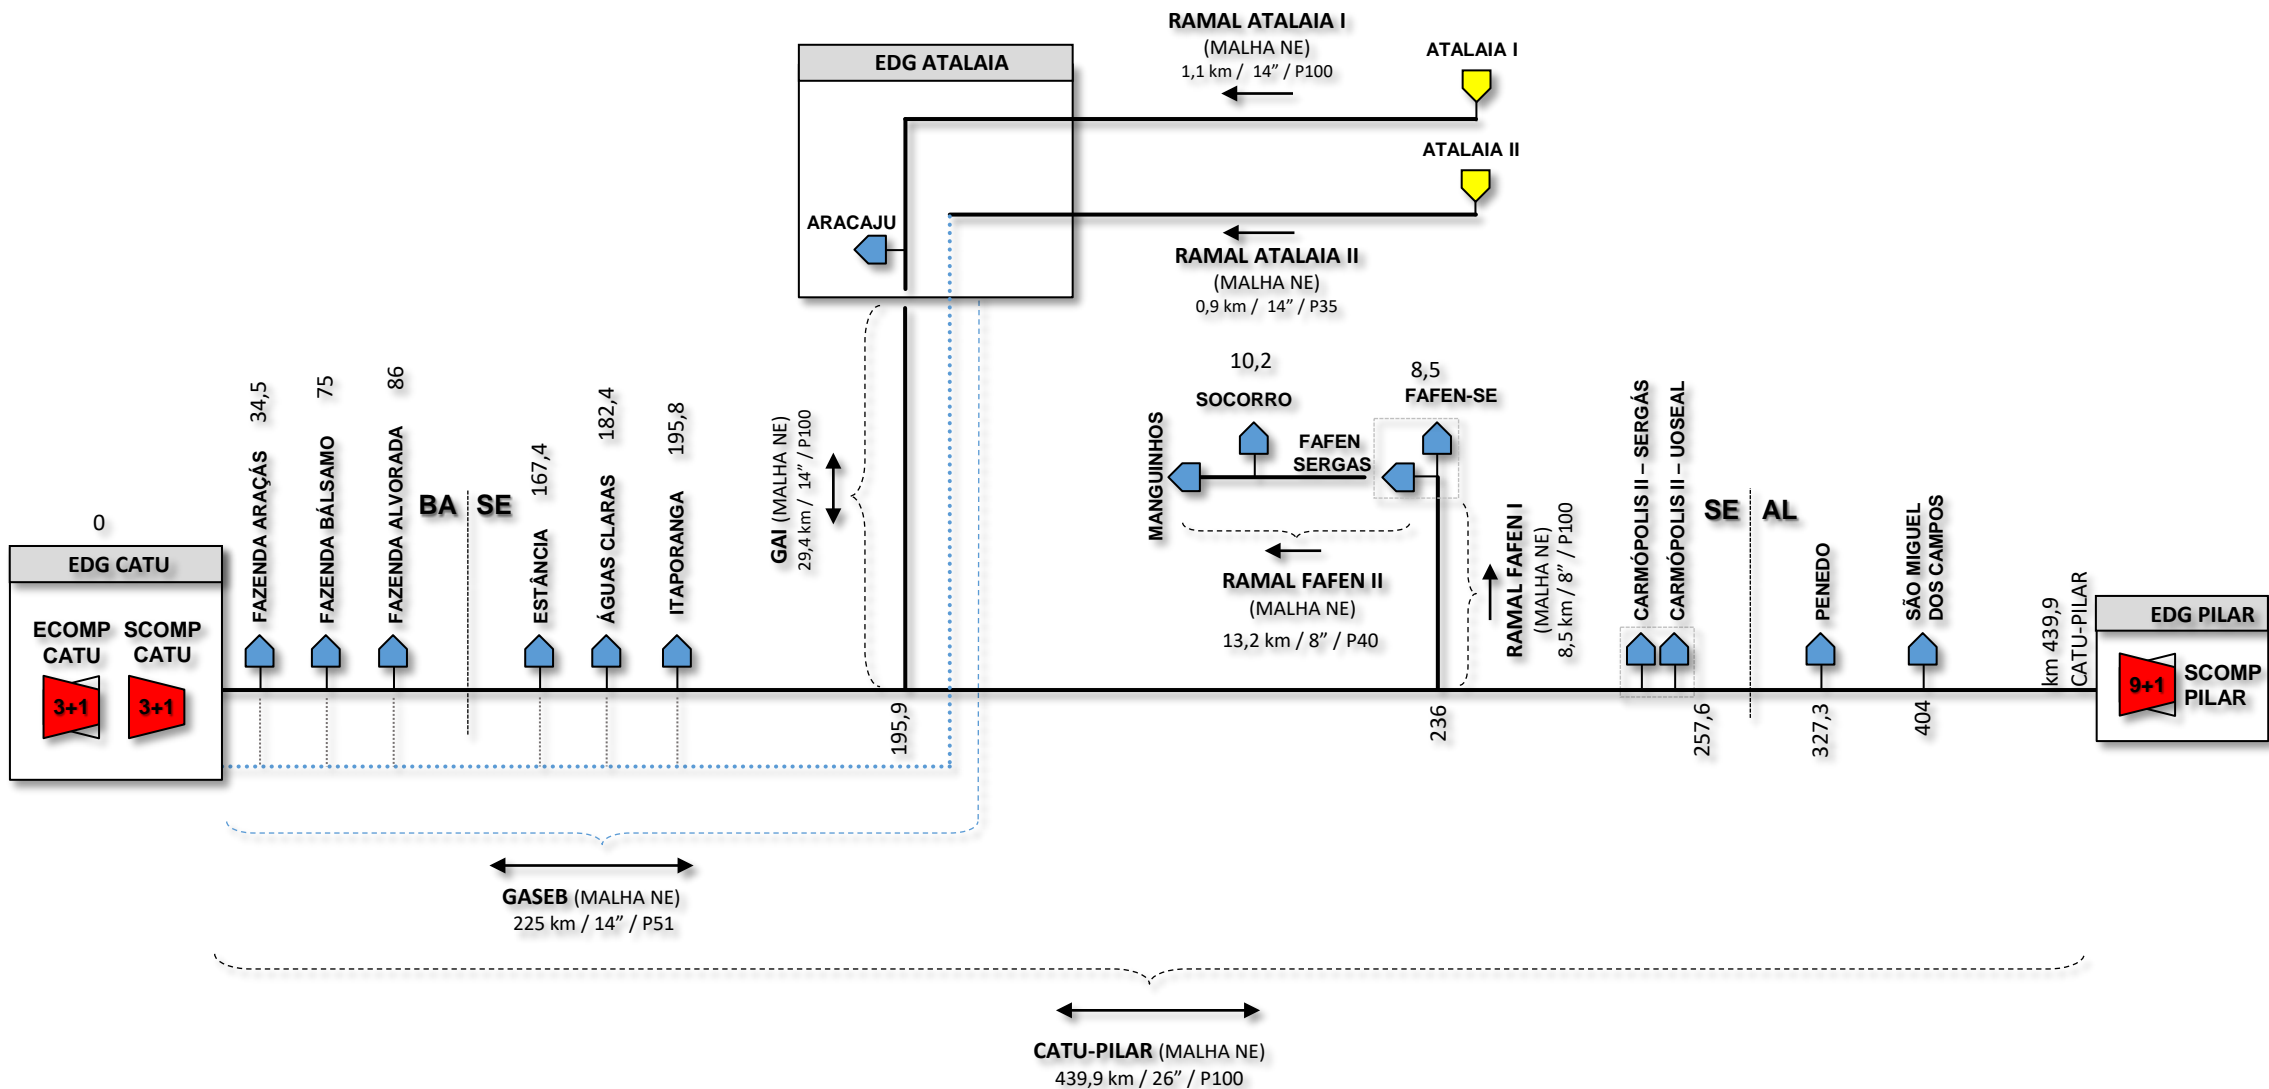 RAMAL ATALAIA I
(MALHA NE)
1,1 km / 14” / P100
ATALAIA I
EDG ATALAIA
ATALAIA II
ARACAJU
RAMAL ATALAIA II
(MALHA NE)
0,9 km / 14” / P35
GAI (MALHA NE)
29,4 km / 14” / P100
10,2
SOCORRO
MANGUINHOS
FAFEN
SERGAS
8,5
FAFEN-SE
RAMAL FAFEN II
(MALHA NE)
13,2 km / 8” / P40
RAMAL FAFEN I
(MALHA NE)
8,5 km / 8” / P100
0
EDG CATU
ECOMP
CATU
SCOMP
CATU
3+1
3+1
FAZENDA ARAÇÁS 34,5
FAZENDA BÁLSAMO 75
FAZENDA ALVORADA 86
BA
SE
ESTÂNCIA 167,4
ÁGUAS CLARAS 182,4
ITAPORANGA 195,8
195,9
236
CARMÓPOLIS II – SERGÁS
CARMÓPOLIS II – UOSEAL
257,6
SE
AL
PENEDO
327,3
SÃO MIGUEL
DOS CAMPOS
404
km 439,9
CATU-PILAR
EDG PILAR
9+1
SCOMP
PILAR
GASEB (MALHA NE)
225 km / 14” / P51
CATU-PILAR (MALHA NE)
439,9 km / 26” / P100